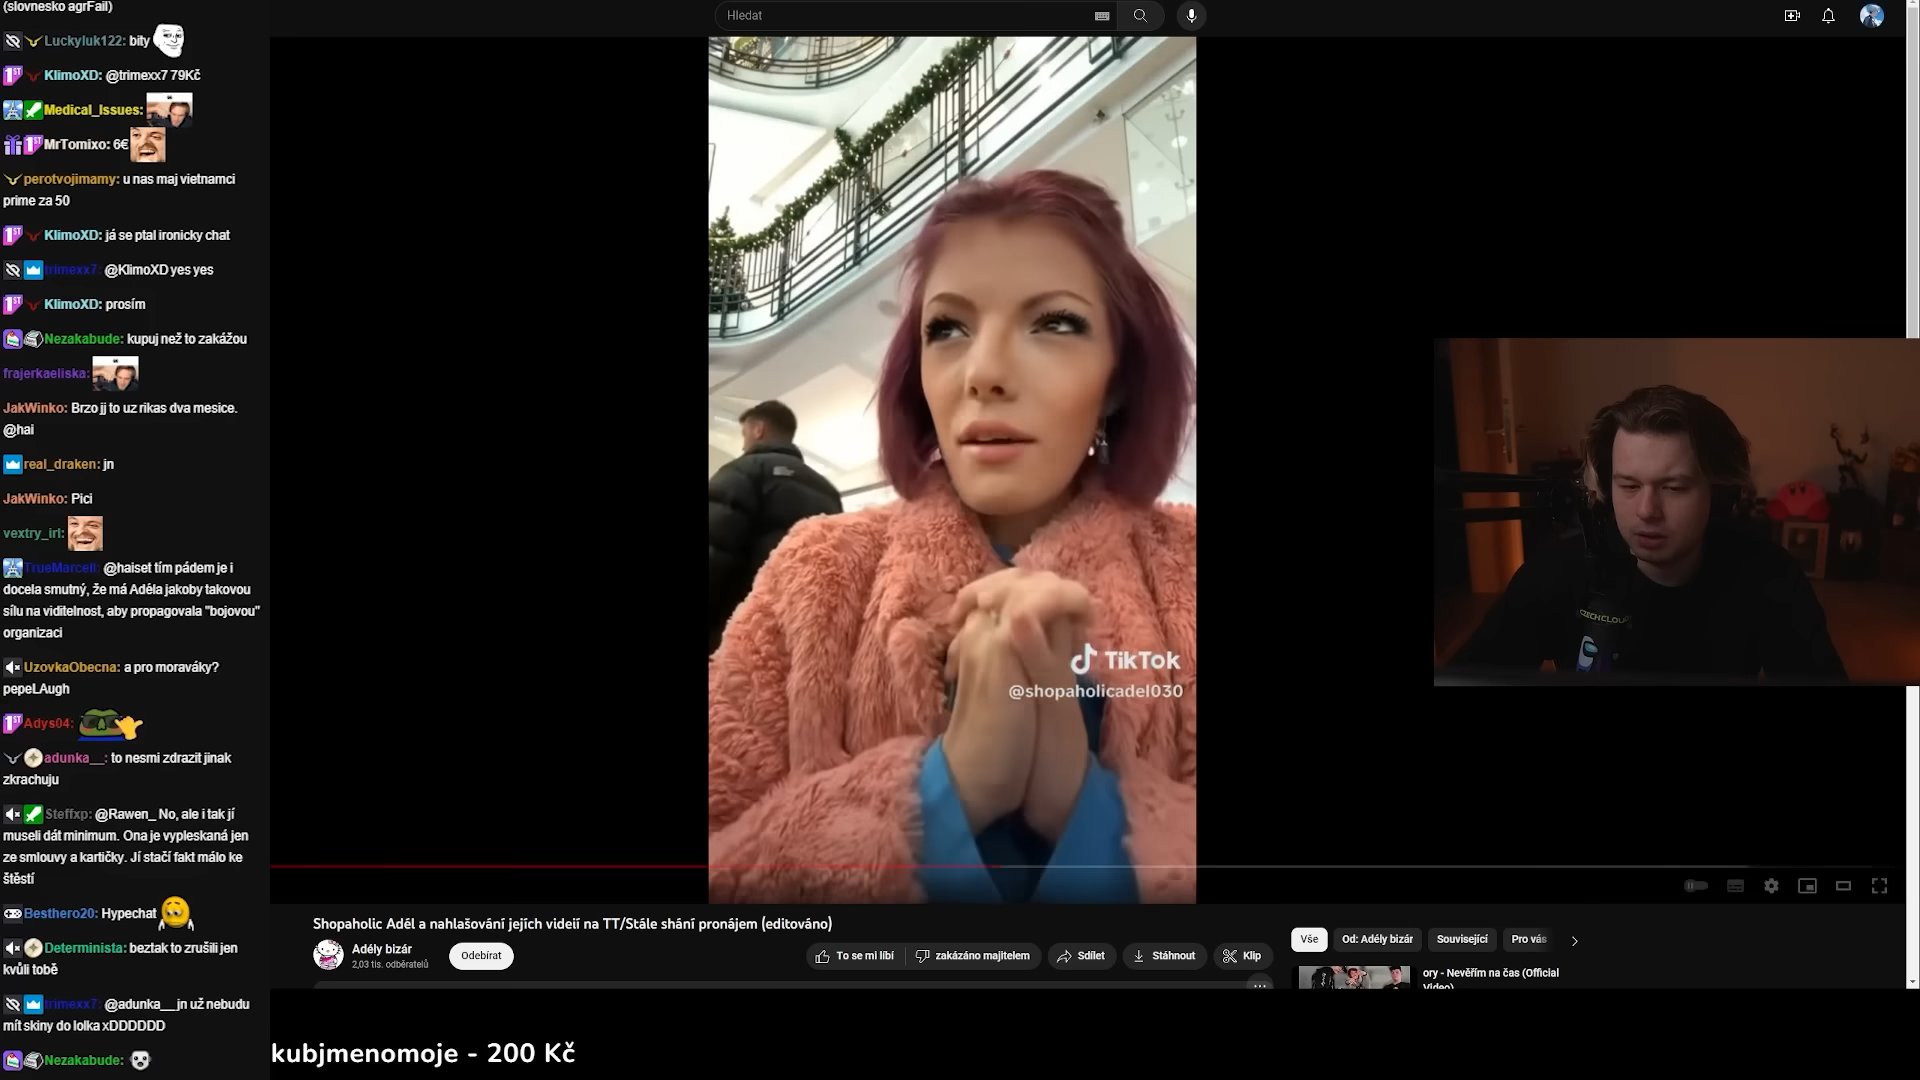 (slovnesko agrFail)
Luckyluk122: bity
KlimoXD: @trimexx7 79Kč
Medical_Issues:
MrTomixo: 6€
perotvojimamy: u nas maj vietnamci
prime za 50
KlimoXD: já se ptal ironicky chat
trimexx7: @KlimoXD yes yes
KlimoXD: prosím
Nezakabude: kupuj než to zakážou
frajerkaeliska:
JakWinko: Brzo jj to uz rikas dva mesice.
@hai
real_draken: jn
JakWinko: Pici
vextry_irl:
TrueMarcell: @haiset tím pádem je i
docela smutný, že má Adéla jakoby takovou
sílu na viditelnost, aby propagovala "bojovou"
organizaci
UzovkaObecna: a pro moraváky?
pepeLAugh
Adys04:
adunka__: to nesmi zdrazit jinak
zkrachuju
Steffxp: @Rawen_ No, ale i tak jí
museli dát minimum. Ona je vypleskaná jen
ze smlouvy a kartičky. Jí stačí fakt málo ke
štěstí
Besthero20: Hypechat
Determinista: beztak to zrušili jen
kvůli tobě
trimexx7: @adunka__ jn už nebudu
mít skiny do lolka xDDDDDD
Nezakabude:
Hledat
TikTok
@shopaholicadel030
CZECHCLOUD
Shopaholic Adél a nahlašování jejích videií na TT/Stále shání pronájem (editováno)
Adély bizár
2,03 tis. odběratelů
Odebírat
To se mi líbí
zakázáno majitelem
Sdílet
Stáhnout
Klip
Vše
Od: Adély bizár
Související
Pro vás
ory - Nevěřím na čas (Official
Video)
kubjmenomoje - 200 Kč